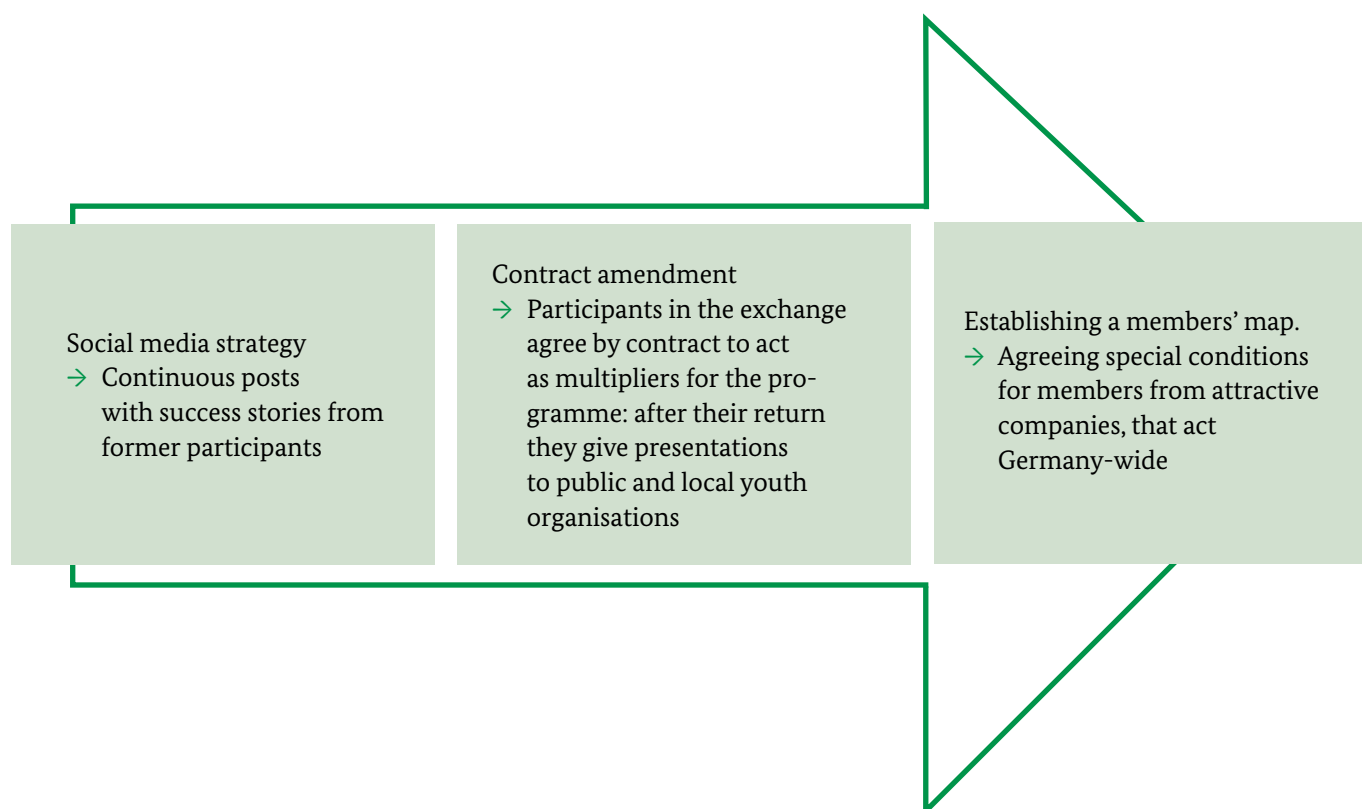 Social media strategy
→ Continuous posts
with success stories from
former participants
Contract amendment
→ Participants in the exchange
agree by contract to act
as multipliers for the pro-
gramme: after their return
they give presentations
to public and local youth
organisations
Establishing a members’ map.
→ Agreeing special conditions
for members from attractive
companies, that act
Germany-wide